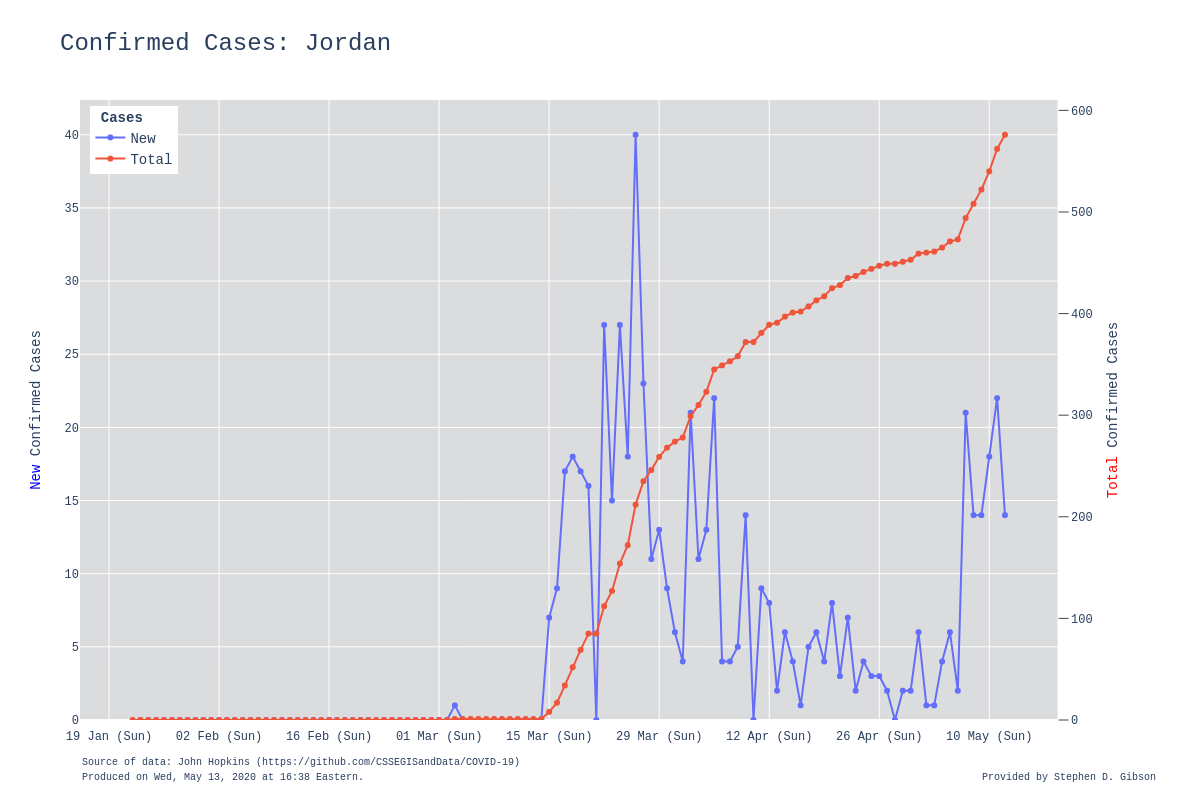 Confirmed Cases: Jordan
Cases
New
Total
40
35
30
25
20
15
10
5
0
New Confirmed Cases
600
500
400
300
200
100
0
Total Confirmed Cases
19 Jan (Sun) 02 Feb (Sun) 16 Feb (Sun) 01 Mar (Sun) 15 Mar (Sun) 29 Mar (Sun) 12 Apr (Sun) 26 Apr (Sun) 10 May (Sun)
Source of data: John Hopkins (https://github.com/CSSEGISandData/COVID-19)
Produced on Wed, May 13, 2020 at 16:38 Eastern.
Provided by Stephen D. Gibson